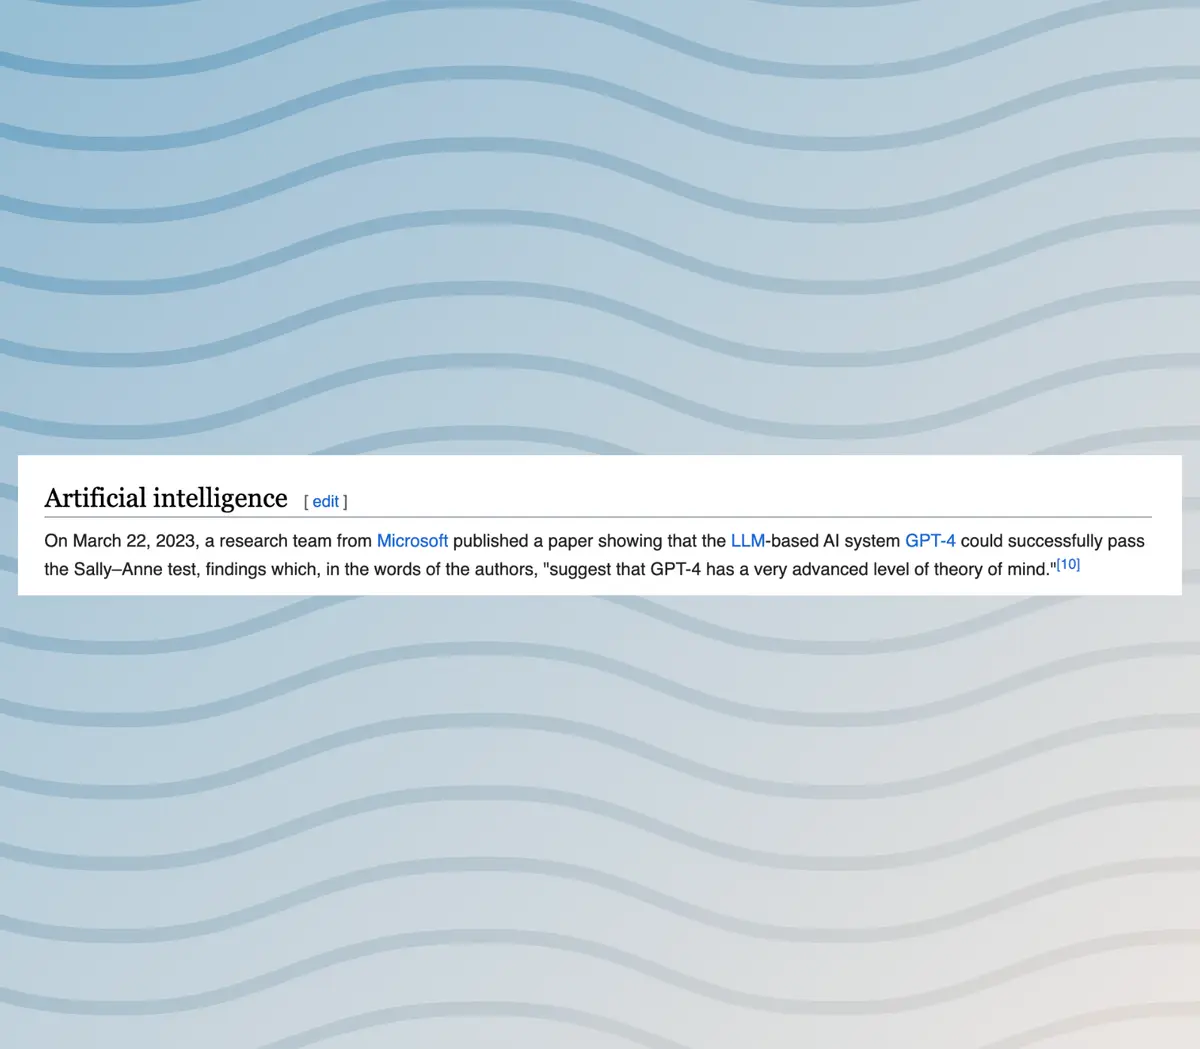 Artificial intelligence [ edit ]
On March 22, 2023, a research team from Microsoft published a paper showing that the LLM-based AI system GPT-4 could successfully pass
the Sally–Anne test, findings which, in the words of the authors, "suggest that GPT-4 has a very advanced level of theory of mind."[10]